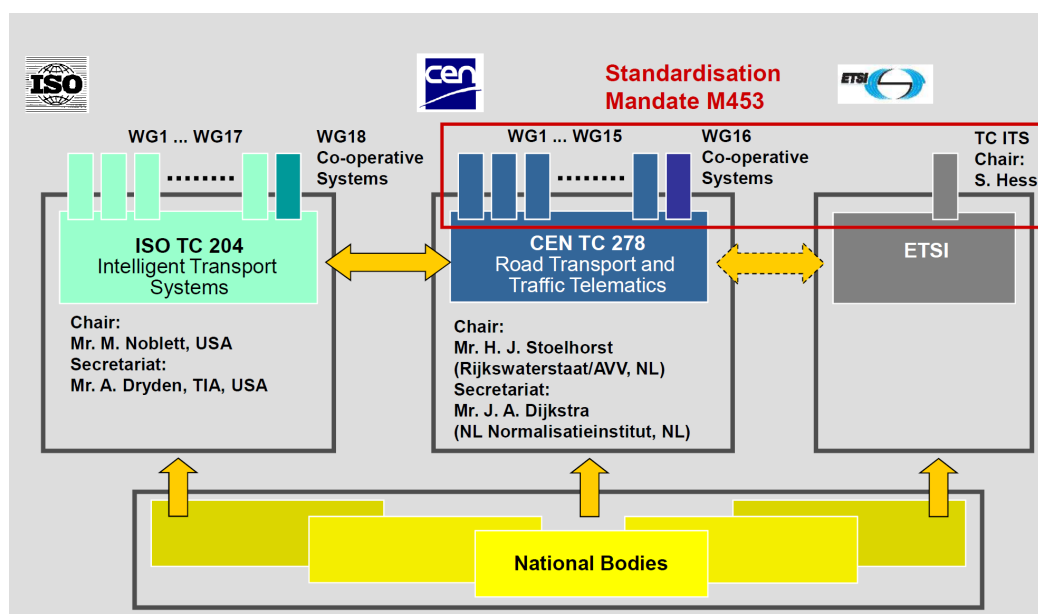 ISO
cen
Standardisation
Mandate M453
ETSI
WG1 ... WG17
WG18
Co-operative
Systems
WG1 ... WG15
WG16
Co-operative
Systems
TC ITS
Chair:
S. Hess
ISO TC 204
Intelligent Transport
Systems
CEN TC 278
Road Transport and
Traffic Telematics
ETSI
Chair:
Mr. M. Noblett, USA
Secretariat:
Mr. A. Dryden, TIA, USA
Chair:
Mr. H. J. Stoelhorst
(Rijkswaterstaat/AVV, NL)
Secretariat:
Mr. J. A. Dijkstra
(NL Normalisatieinstitut, NL)
National Bodies